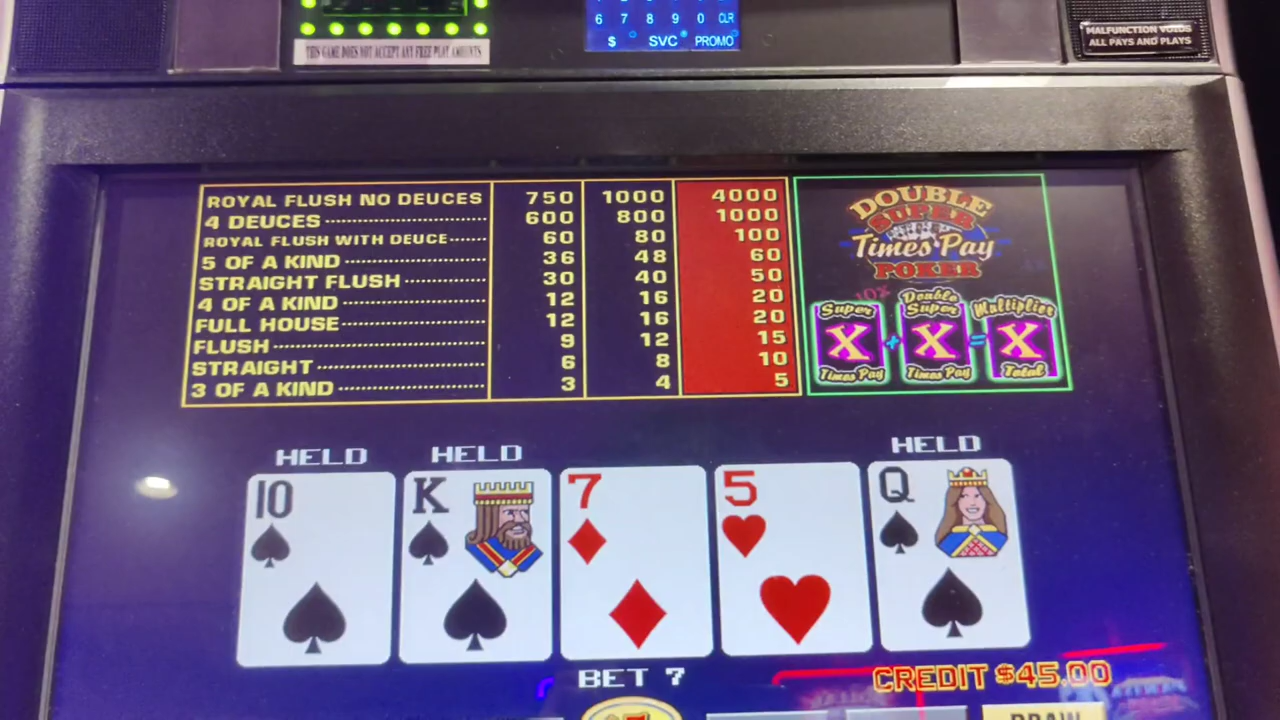 6 7 8 9 0 CLR
$ SVC PROMO
THIS GAME DOES NOT ACCEPT ANY FREE PLAY AMOUNTS
MALFUNCTION VOIDS
ALL PAYS AND PLAYS
ROYAL FLUSH NO DEUCES 750 1000 4000
4 DEUCES 600 800 1000
ROYAL FLUSH WITH DEUCE 60 80 100
5 OF A KIND 36 48 60
STRAIGHT FLUSH 30 40 50
4 OF A KIND 12 16 20
FULL HOUSE 12 16 20
FLUSH 9 12 15
STRAIGHT 6 8 10
3 OF A KIND 3 4 5
DOUBLE
SUPER
Times Pay
POKER
10X
Super X Times Pay
+
Double Super X Times Pay
=
Multiplier X Total
HELD HELD HELD
10 K 7 5 Q
BET 7
CREDIT $45.00
DRAW